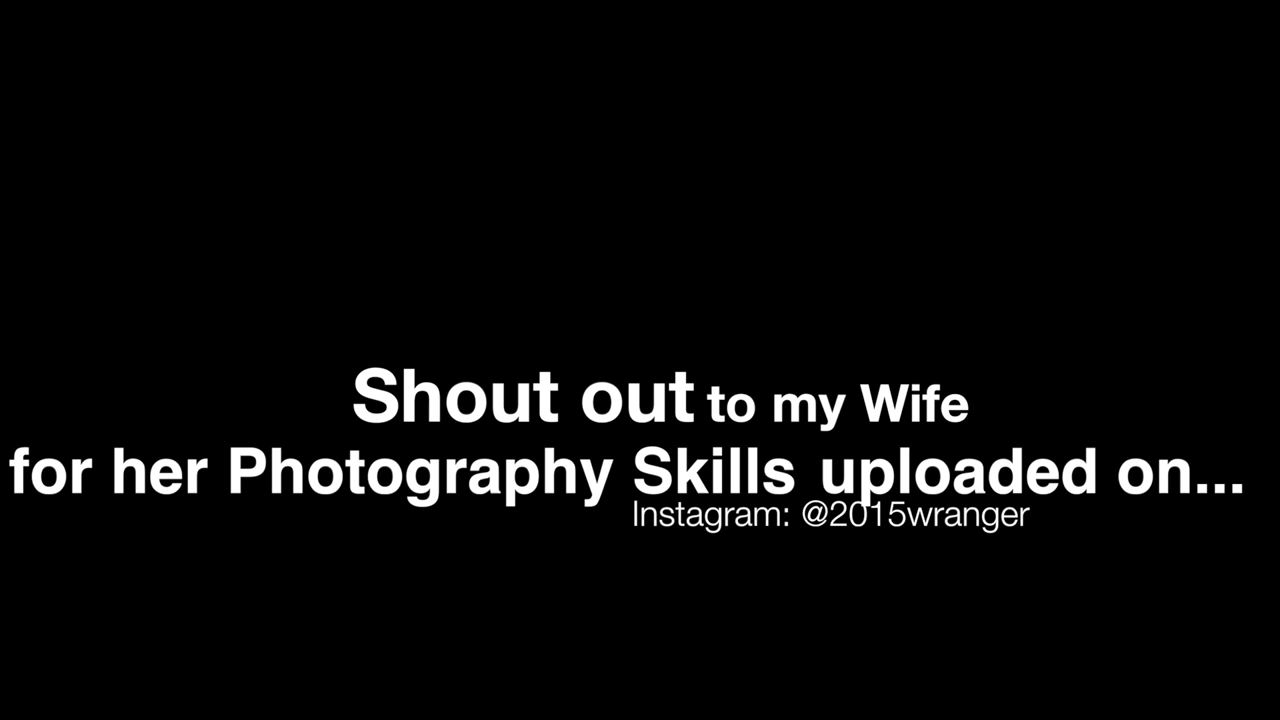 Shout out to my Wife
for her Photography Skills uploaded on...
Instagram: @2015wranger